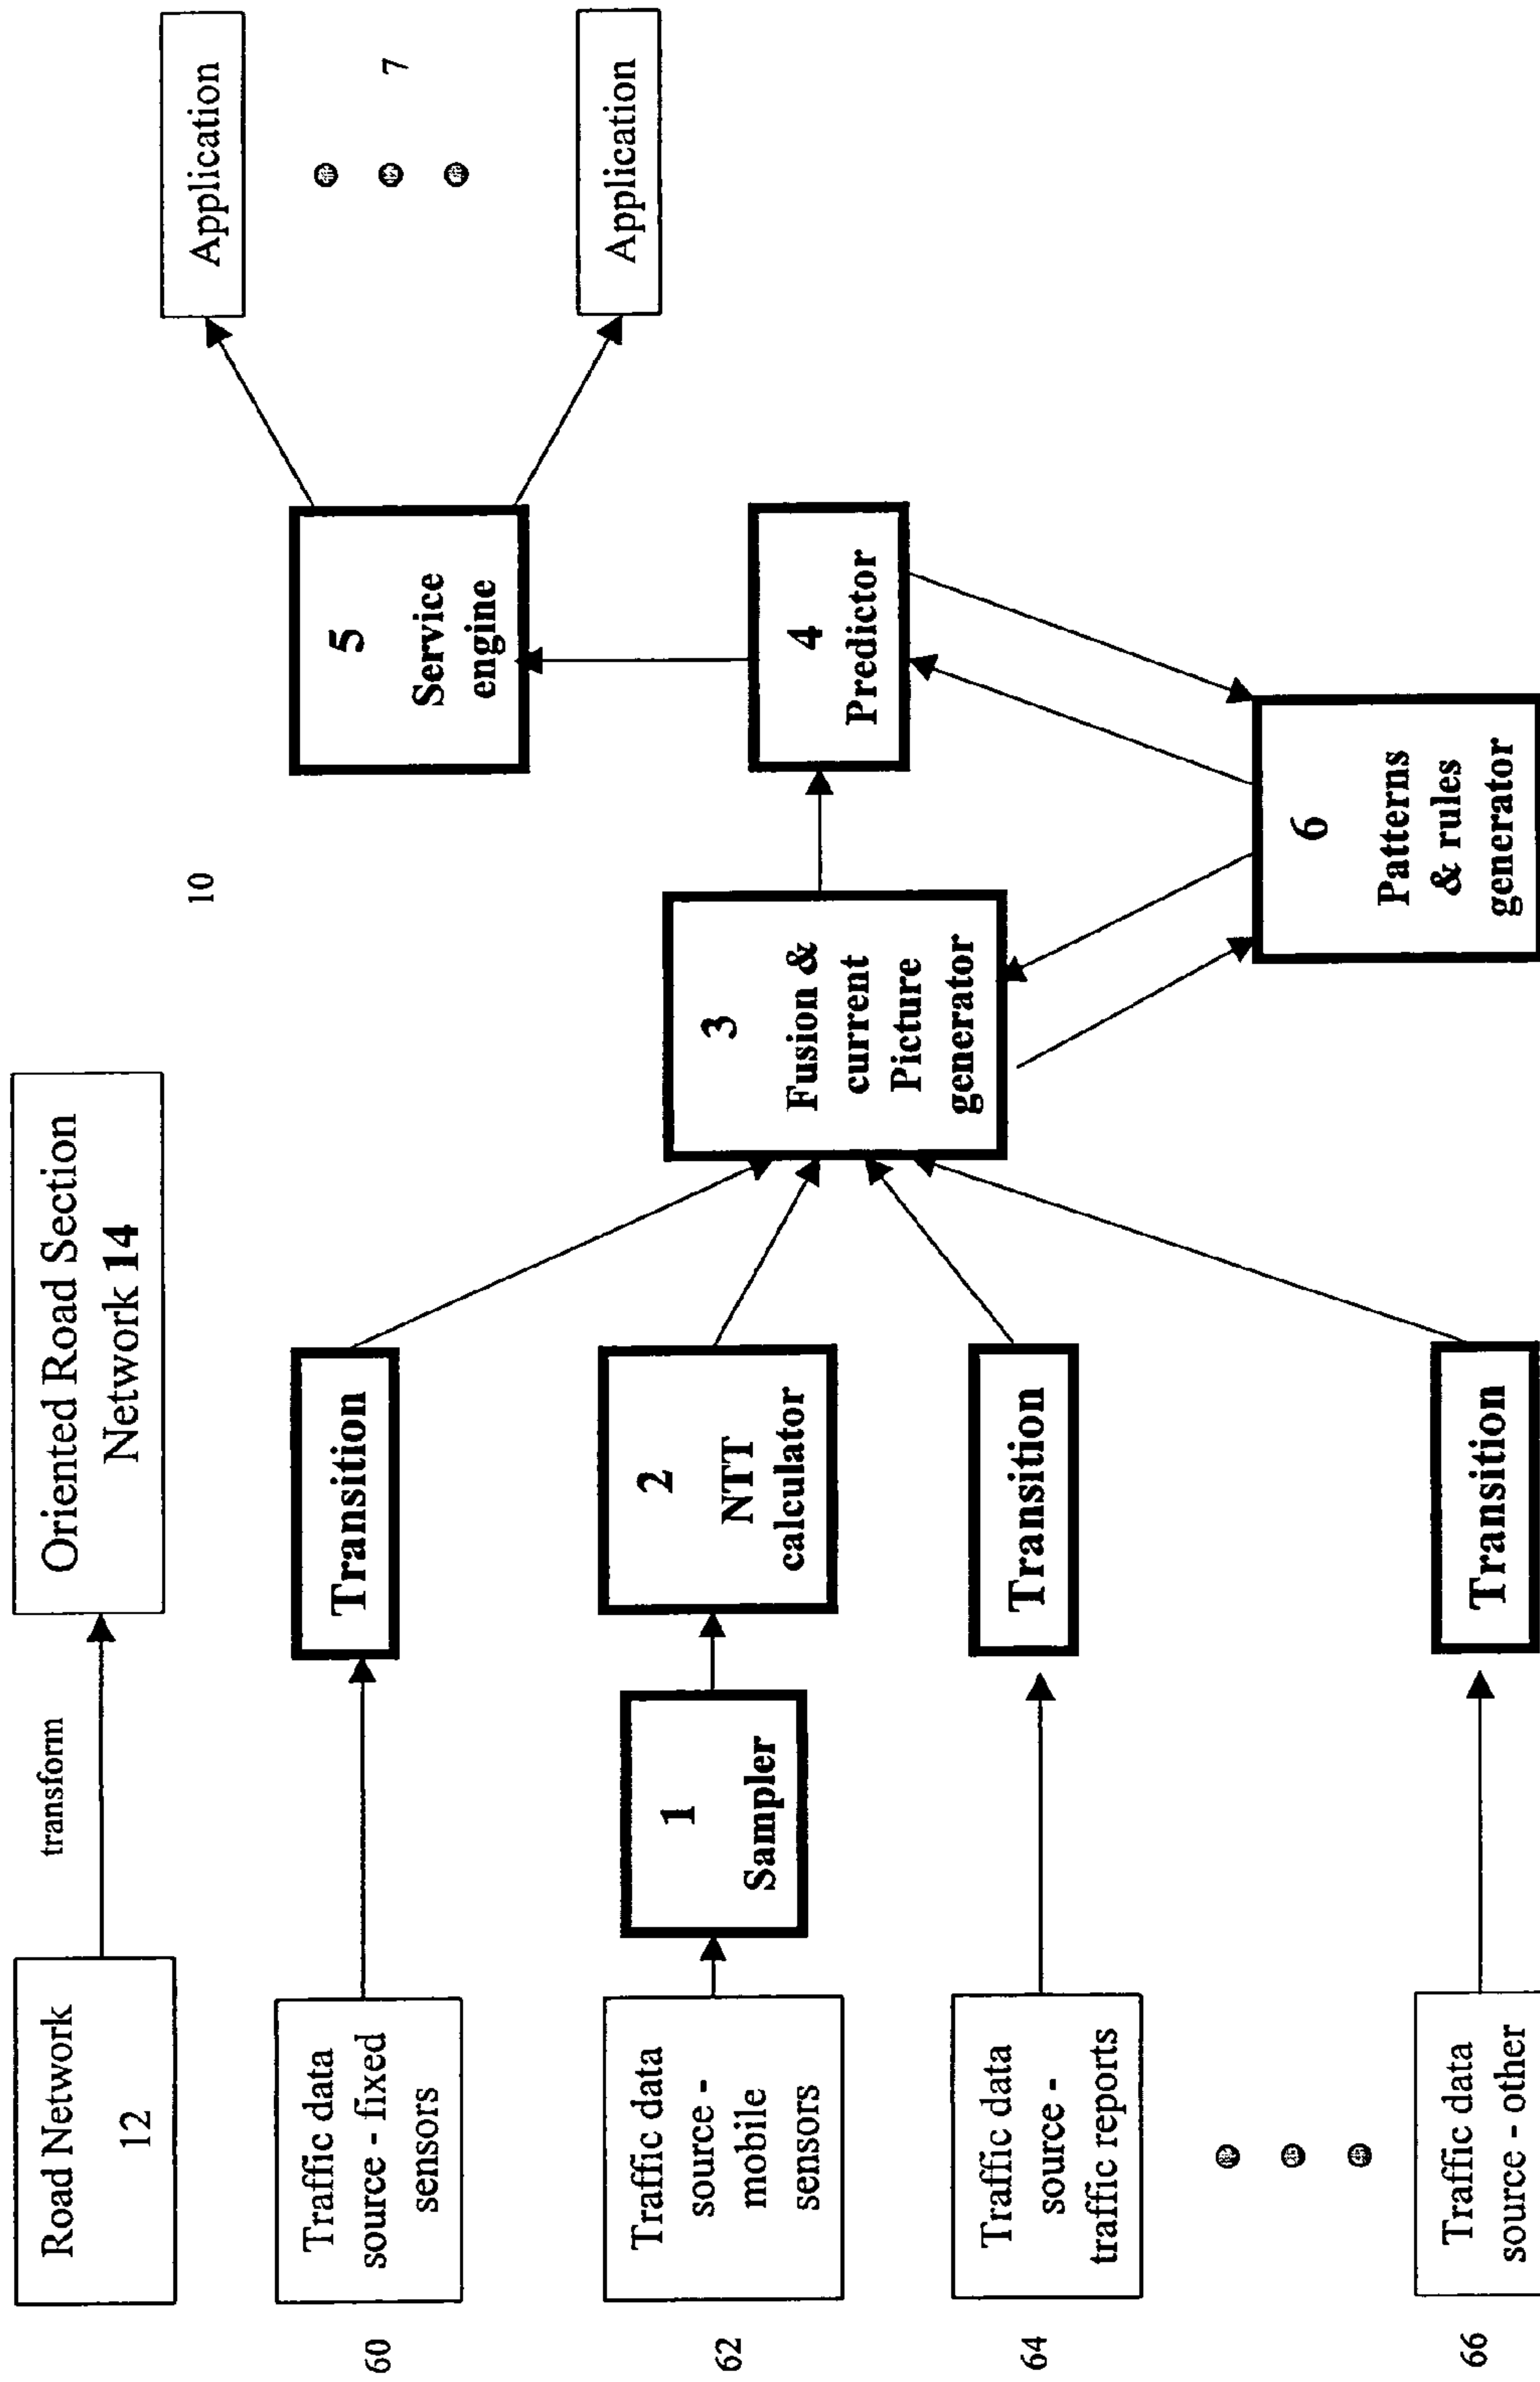 Road Network
12
transform
Oriented Road Section
Network 14
10
60
Traffic data
source - fixed
sensors
Transition
62
Traffic data
source -
mobile
sensors
1
Sampler
2
NTT
calculator
64
Traffic data
source -
traffic reports
Transition
66
Traffic data
source - other
Transition
3
Fusion &
current
Picture
generator
4
Predictor
5
Service
engine
6
Patterns
& rules
generator
Application
7
Application